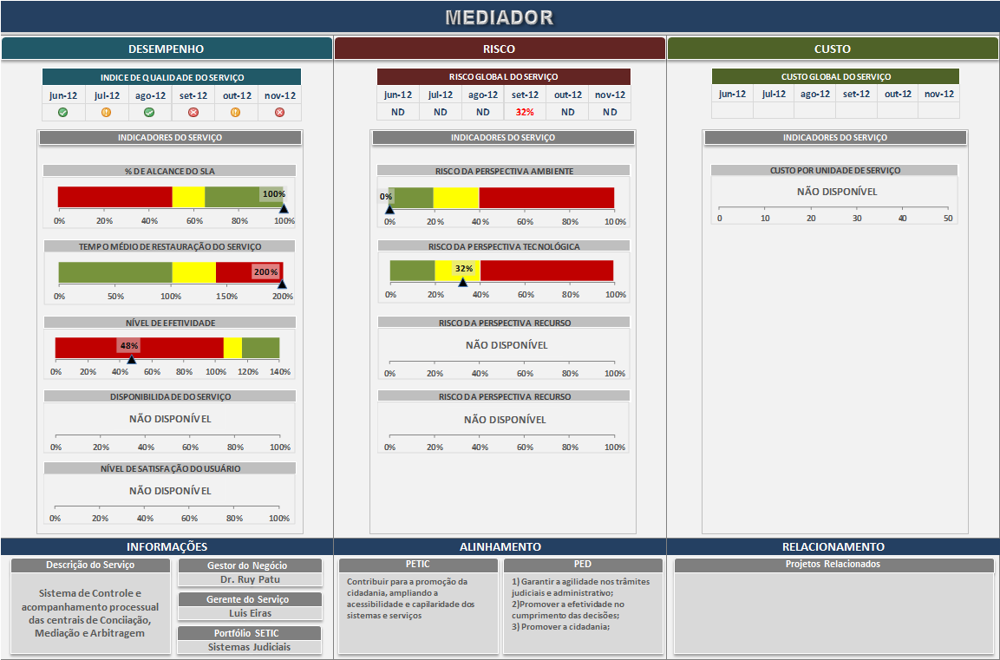 MEDIADOR
DESEMPENHO
INDICE DE QUALIDADE DO SERVIÇO
jun-12 jul-12 ago-12 set-12 out-12 nov-12
INDICADORES DO SERVIÇO
% DE ALCANCE DO SLA
100%
0% 20% 40% 60% 80% 100%
TEMPO MÉDIO DE RESTAURAÇÃO DO SERVIÇO
200%
0% 50% 100% 150% 200%
NÍVEL DE EFETIVIDADE
48%
0% 20% 40% 60% 80% 100% 120% 140%
DISPONIBILIDADE DO SERVIÇO
NÃO DISPONÍVEL
0% 20% 40% 60% 80% 100%
NÍVEL DE SATISFAÇÃO DO USUÁRIO
NÃO DISPONÍVEL
0% 20% 40% 60% 80% 100%
RISCO
RISCO GLOBAL DO SERVIÇO
jun-12 jul-12 ago-12 set-12 out-12 nov-12
ND ND ND 32% ND ND
INDICADORES DO SERVIÇO
RISCO DA PERSPECTIVA AMBIENTE
0%
0% 20% 40% 60% 80% 100%
RISCO DA PERSPECTIVA TECNOLÓGICA
32%
0% 20% 40% 60% 80% 100%
RISCO DA PERSPECTIVA RECURSO
NÃO DISPONÍVEL
0% 20% 40% 60% 80% 100%
RISCO DA PERSPECTIVA RECURSO
NÃO DISPONÍVEL
0% 20% 40% 60% 80% 100%
CUSTO
CUSTO GLOBAL DO SERVIÇO
jun-12 jul-12 ago-12 set-12 out-12 nov-12
INDICADORES DO SERVIÇO
CUSTO POR UNIDADE DE SERVIÇO
NÃO DISPONÍVEL
0 10 20 30 40 50
INFORMAÇÕES
Descrição do Serviço
Sistema de Controle e
acompanhamento processual
das centrais de Conciiação,
Mediação e Arbitragem
Gestor do Negócio
Dr. Ruy Patu
Gerente do Serviço
Luis Eiras
Portfólio SETIC
Sistemas Judiciais
ALINHAMENTO
PETIC
Contribuir para a promoção da
cidadania, ampliando a
acessibilidade e capilaridade dos
sistemas e serviços
PED
1) Garantir a agilidade nos trâmites
judiciais e administrativo;
2)Promover a efetividade no
cumprimento das decisões;
3) Promover a cidadania;
RELACIONAMENTO
Projetos Relacionados